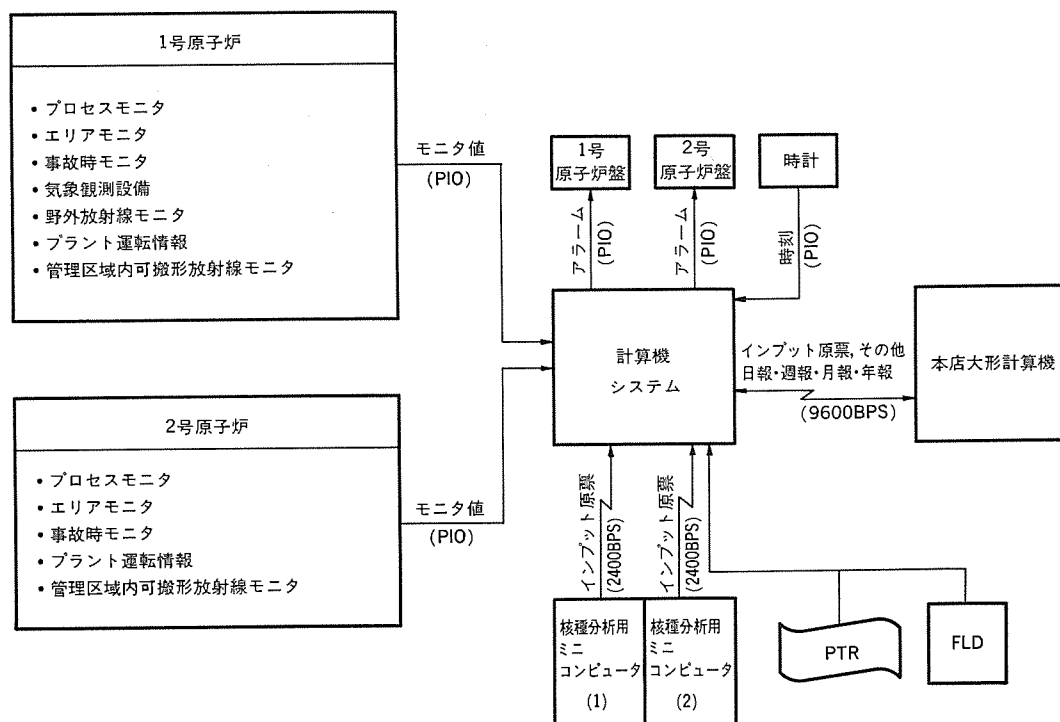 1号原子炉
• プロセスモニタ
• エリアモニタ
• 事故時モニタ
• 気象観測設備
• 野外放射線モニタ
• プラント運転情報
• 管理区域内可搬形放射線モニタ
モニタ値
(PIO)
2号原子炉
• プロセスモニタ
• エリアモニタ
• 事故時モニタ
• プラント運転情報
• 管理区域内可搬形放射線モニタ
モニタ値
(PIO)
1号
原子炉盤
2号
原子炉盤
時計
アラーム
(PIO)
アラーム
(PIO)
時刻
(PIO)
計算機
システム
インプット原票,その他
日報・週報・月報・年報
(9600BPS)
本店大形計算機
インプット原票
(2400BPS)
インプット原票
(2400BPS)
核種分析用
ミニ
コンピュータ
(1)
核種分析用
ミニ
コンピュータ
(2)
PTR
FLD